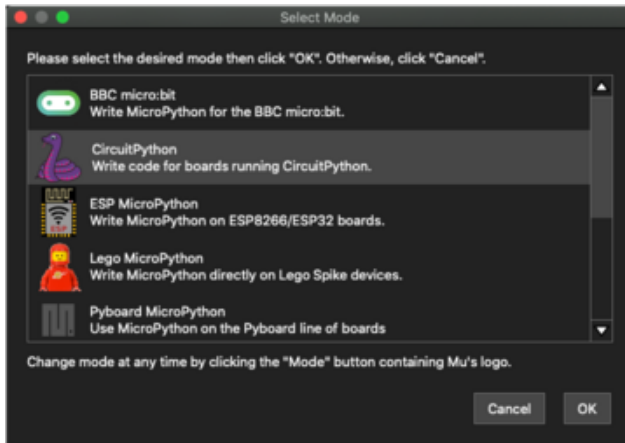 Select Mode
Please select the desired mode then click "OK". Otherwise, click "Cancel".
BBC micro:bit
Write MicroPython for the BBC micro:bit.
CircuitPython
Write code for boards running CircuitPython.
ESP MicroPython
Write MicroPython on ESP8266/ESP32 boards.
ESP
Lego MicroPython
Write MicroPython directly on Lego Spike devices.
Pyboard MicroPython
Use MicroPython on the Pyboard line of boards
Change mode at any time by clicking the "Mode" button containing Mu's logo.
Cancel OK